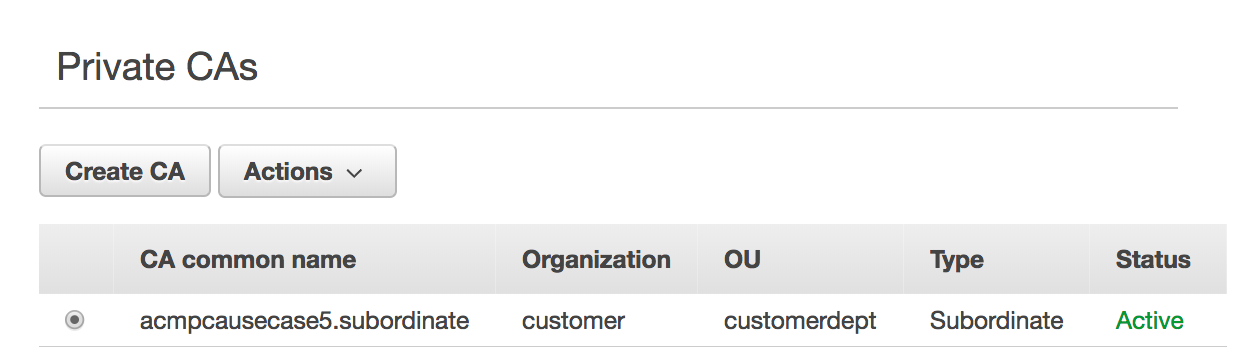 Private CAs
Create CA Actions
CA common name Organization OU Type Status
acmpcausecase5.subordinate customer customerdept Subordinate Active